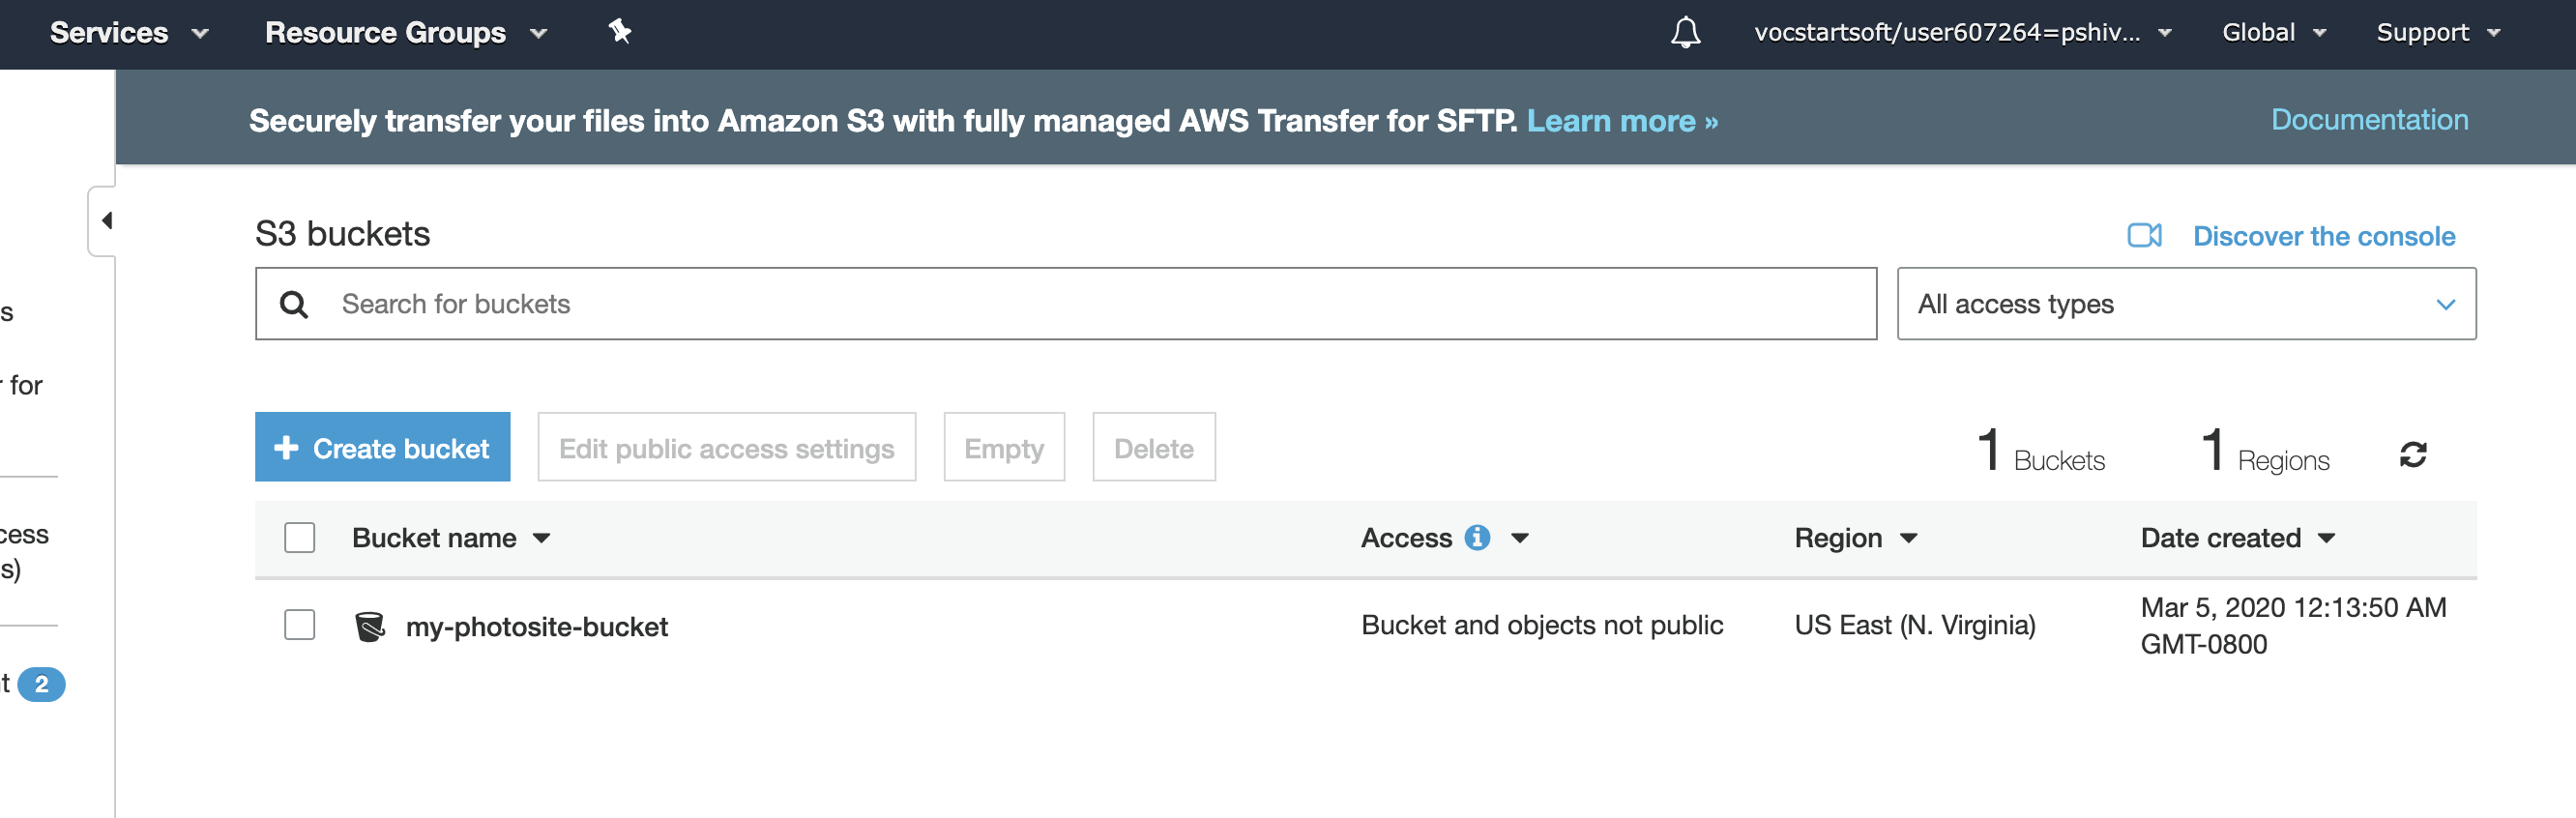 Services
Resource Groups
vocstartsoft/user607264=pshiv...
Global
Support
Securely transfer your files into Amazon S3 with fully managed AWS Transfer for SFTP. Learn more »
Documentation
S3 buckets
Discover the console
s
Search for buckets
All access types
for
+ Create bucket
Edit public access settings
Empty
Delete
1 Buckets
1 Regions
cess
s)
Bucket name
Access
Region
Date created
my-photosite-bucket
Bucket and objects not public
US East (N. Virginia)
Mar 5, 2020 12:13:50 AM
GMT-0800
t 2